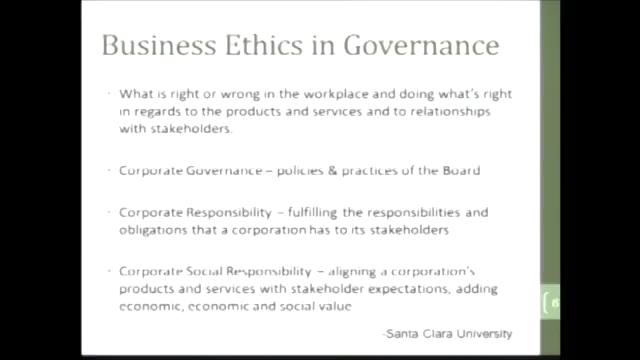 Business Ethics in Governance
What is right or wrong in the workplace and doing what's right
in regards to the products and services and to relationships
with stakeholders.
Corporate Governance – policies & practices of the Board
Corporate Responsibility – fulfilling the responsibilities and
obligations that a corporation has to its stakeholders
Corporate Social Responsibility – aligning a corporation's
products and services with stakeholder expectations, adding
economic, economic and social value
-Santa Clara University
6